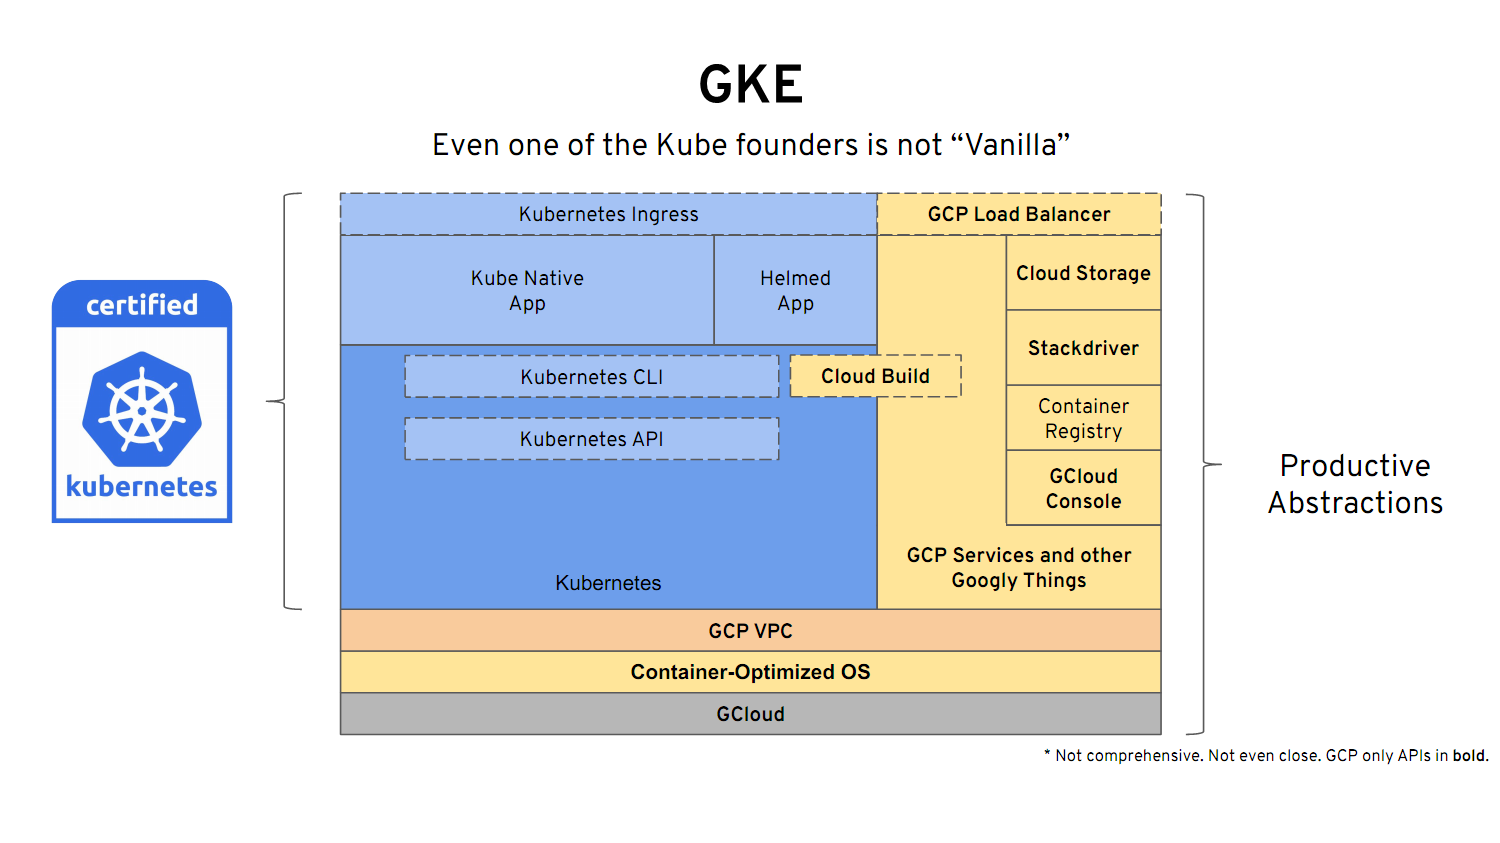 GKE
Even one of the Kube founders is not “Vanilla”
certified
kubernetes
Kubernetes Ingress
GCP Load Balancer
Kube Native
App
Helmed
App
Cloud Storage
Stackdriver
Kubernetes CLI
Cloud Build
Container
Registry
Kubernetes API
GCloud
Console
GCP Services and other
Googly Things
Kubernetes
GCP VPC
Container-Optimized OS
GCloud
Productive
Abstractions
* Not comprehensive. Not even close. GCP only APIs in bold.